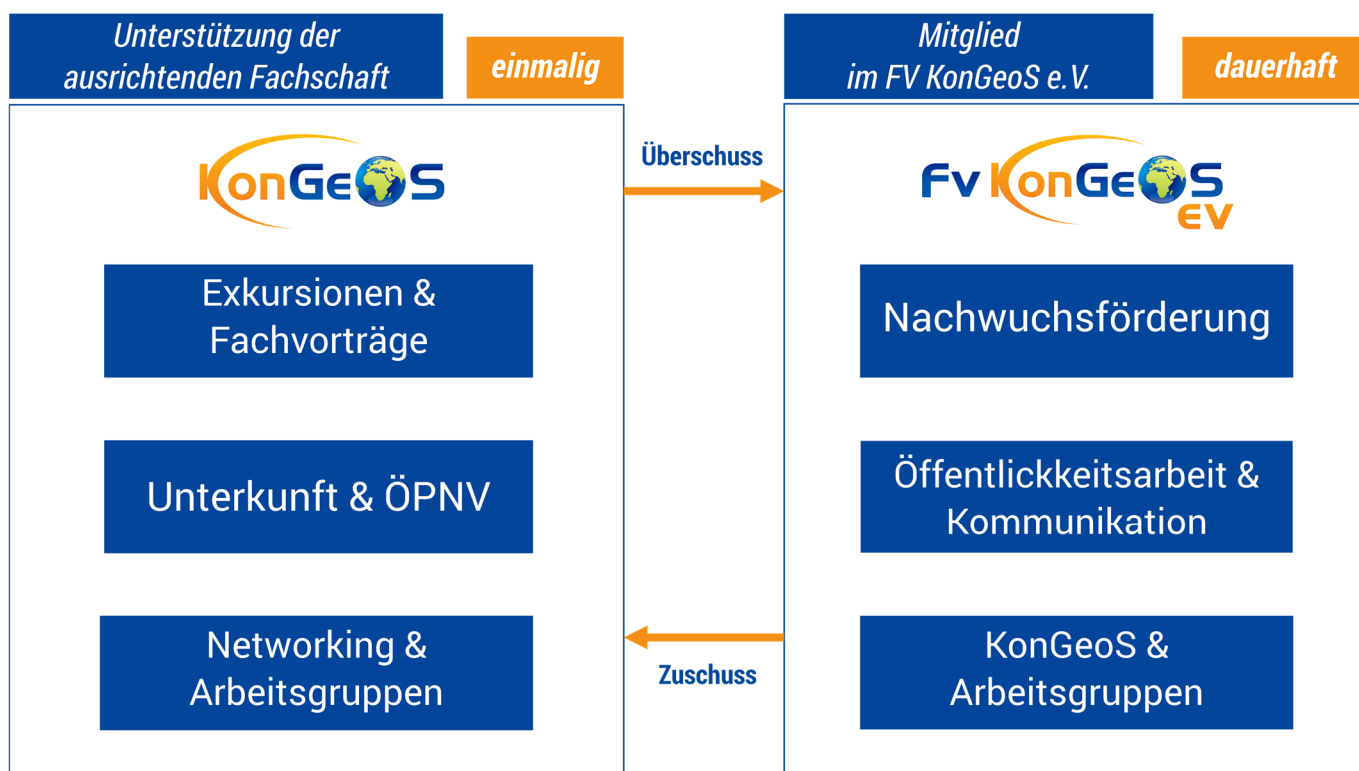 Unterstützung der
ausrichtenden Fachschaft
einmalig
KonGeoS
Exkursionen &
Fachvorträge
Unterkunft & ÖPNV
Networking &
Arbeitsgruppen
Überschuss
Zuschuss
Mitglied
im FV KonGeoS e.V.
dauerhaft
Fv KonGeoS
eV
Nachwuchsförderung
Öffentlickkeitsarbeit &
Kommunikation
KonGeoS &
Arbeitsgruppen